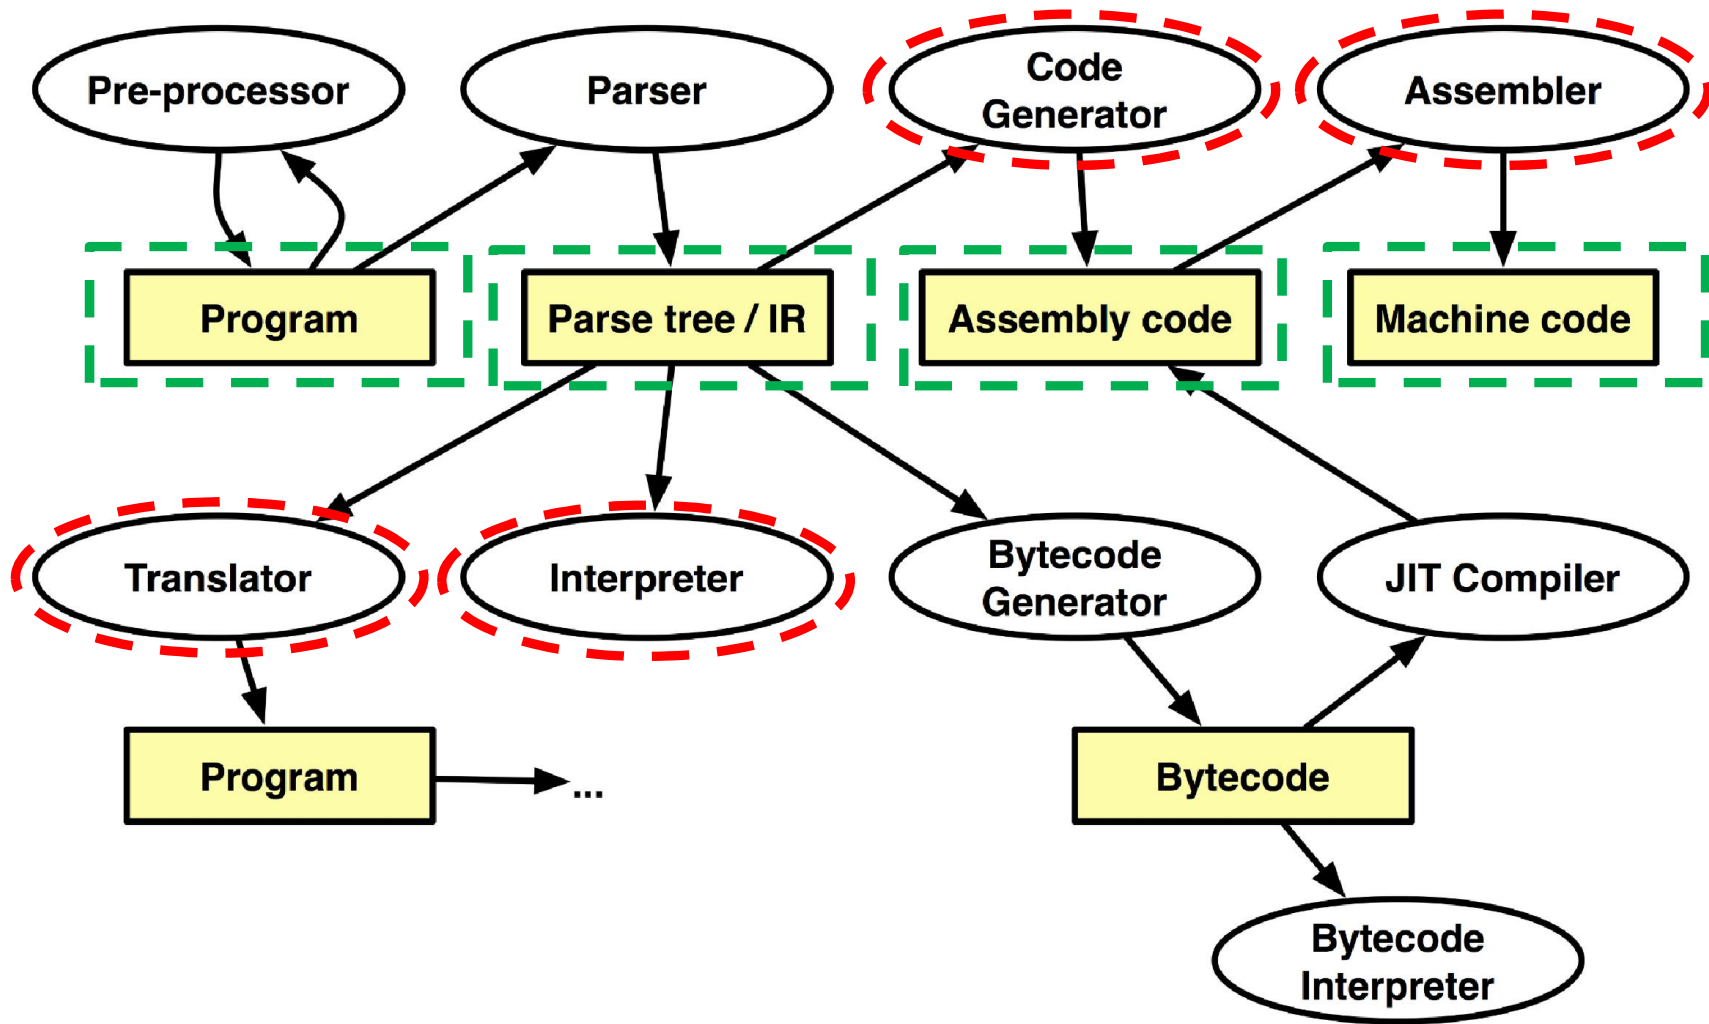 Pre-processor
Parser
Code
Generator
Assembler
Program
Parse tree / IR
Assembly code
Machine code
Translator
Interpreter
Bytecode
Generator
JIT Compiler
Program
...
Bytecode
Bytecode
Interpreter